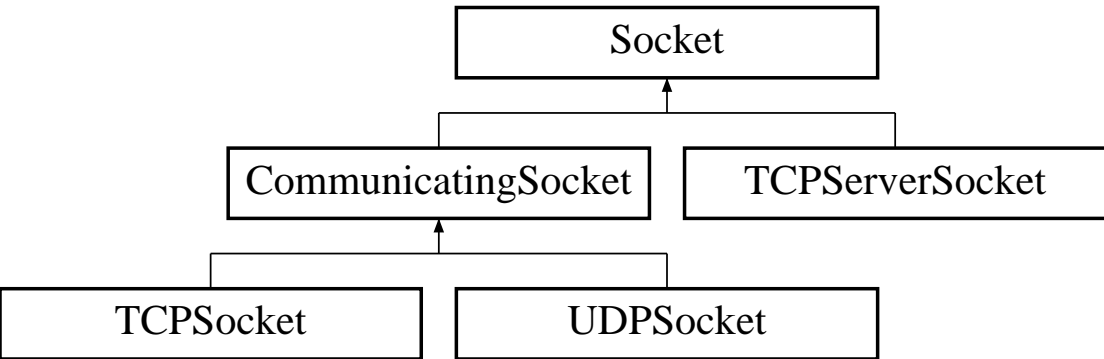 Socket
CommunicatingSocket
TCPServerSocket
TCPSocket
UDPSocket